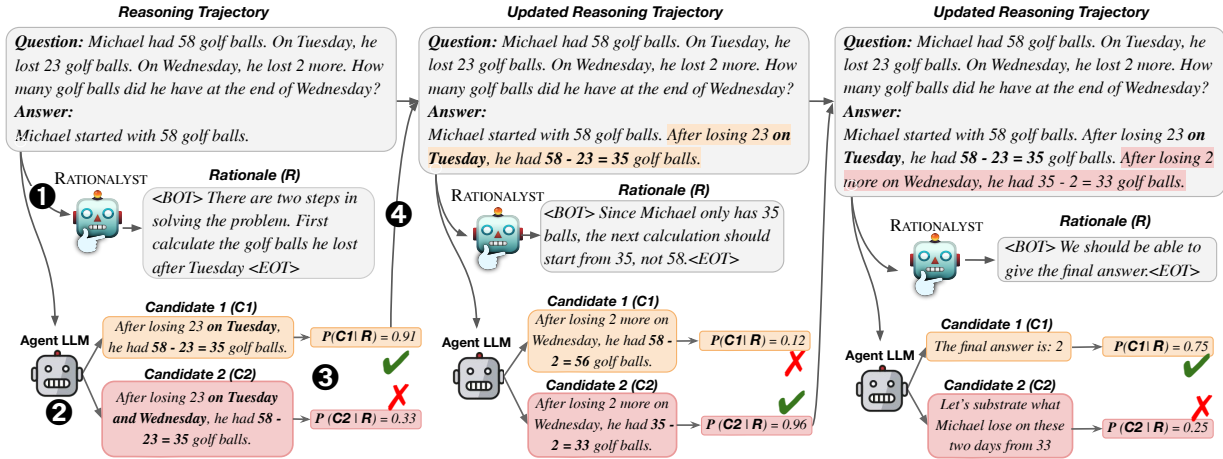 Reasoning Trajectory
Question: Michael had 58 golf balls. On Tuesday, he
lost 23 golf balls. On Wednesday, he lost 2 more. How
many golf balls did he have at the end of Wednesday?
Answer:
Michael started with 58 golf balls.
1
RATIONALYST
Rationale (R)
<BOT> There are two steps in
solving the problem. First
calculate the golf balls he lost
after Tuesday <EOT>
4
Agent LLM
2
Candidate 1 (C1)
After losing 23 on Tuesday,
he had 58 - 23 = 35 golf balls.
P(C1| R) = 0.91
3
Candidate 2 (C2)
After losing 23 on Tuesday
and Wednesday, he had 58 -
23 = 35 golf balls.
P (C2 | R) = 0.33
Updated Reasoning Trajectory
Question: Michael had 58 golf balls. On Tuesday, he
lost 23 golf balls. On Wednesday, he lost 2 more. How
many golf balls did he have at the end of Wednesday?
Answer:
Michael started with 58 golf balls. After losing 23 on
Tuesday, he had 58 - 23 = 35 golf balls.
RATIONALYST
Rationale (R)
<BOT> Since Michael only has 35
balls, the next calculation should
start from 35, not 58.<EOT>
Agent LLM
Candidate 1 (C1)
After losing 2 more on
Wednesday, he had 58 -
2 = 56 golf balls.
P(C1| R) = 0.12
Candidate 2 (C2)
After losing 2 more on
Wednesday, he had 35 -
2 = 33 golf balls.
P (C2 | R) = 0.96
Updated Reasoning Trajectory
Question: Michael had 58 golf balls. On Tuesday, he
lost 23 golf balls. On Wednesday, he lost 2 more. How
many golf balls did he have at the end of Wednesday?
Answer:
Michael started with 58 golf balls. After losing 23 on
Tuesday, he had 58 - 23 = 35 golf balls. After losing 2
more on Wednesday, he had 35 - 2 = 33 golf balls.
RATIONALYST
Rationale (R)
<BOT> We should be able to
give the final answer.<EOT>
Agent LLM
Candidate 1 (C1)
The final answer is: 2
P(C1| R) = 0.75
Candidate 2 (C2)
Let's substrate what
Michael lose on these
two days from 33
P (C2 | R) = 0.25